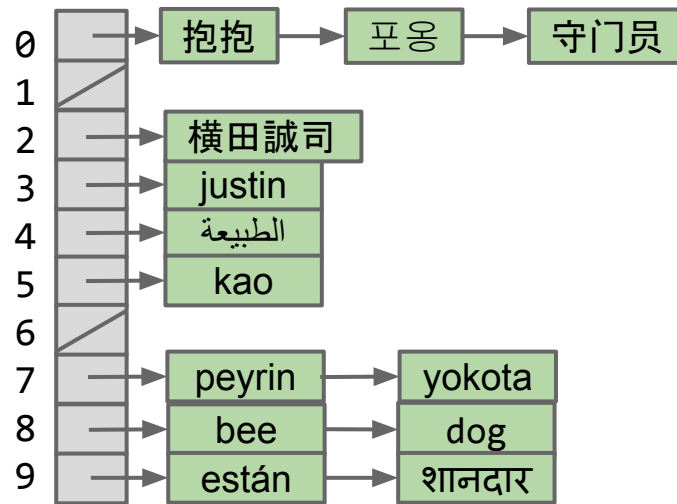 0 抱抱 포옹 守门员
1
2 横田誠司
3 justin
4 الطبيعة
5 kao
6
7 peyrin yokota
8 bee dog
9 están शानदार